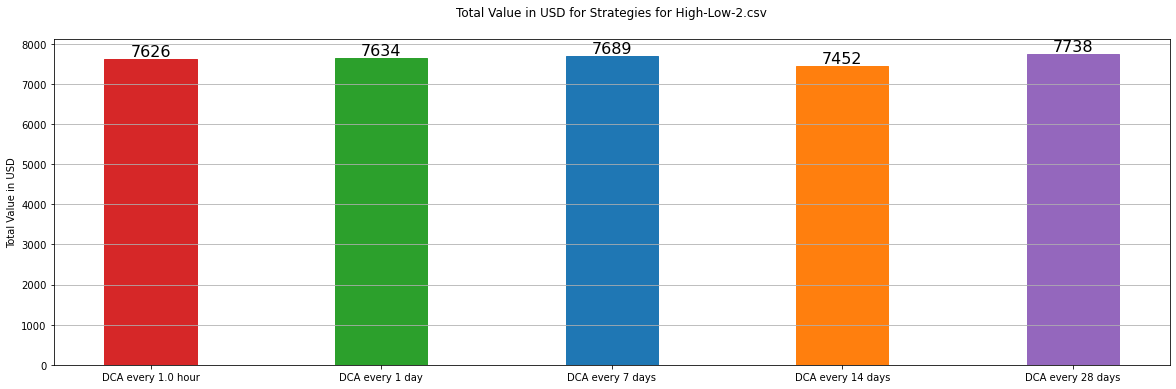 Total Value in USD for Strategies for High-Low-2.csv
Total Value in USD
8000
7000
6000
5000
4000
3000
2000
1000
0
7626
7634
7689
7452
7738
DCA every 1.0 hour
DCA every 1 day
DCA every 7 days
DCA every 14 days
DCA every 28 days